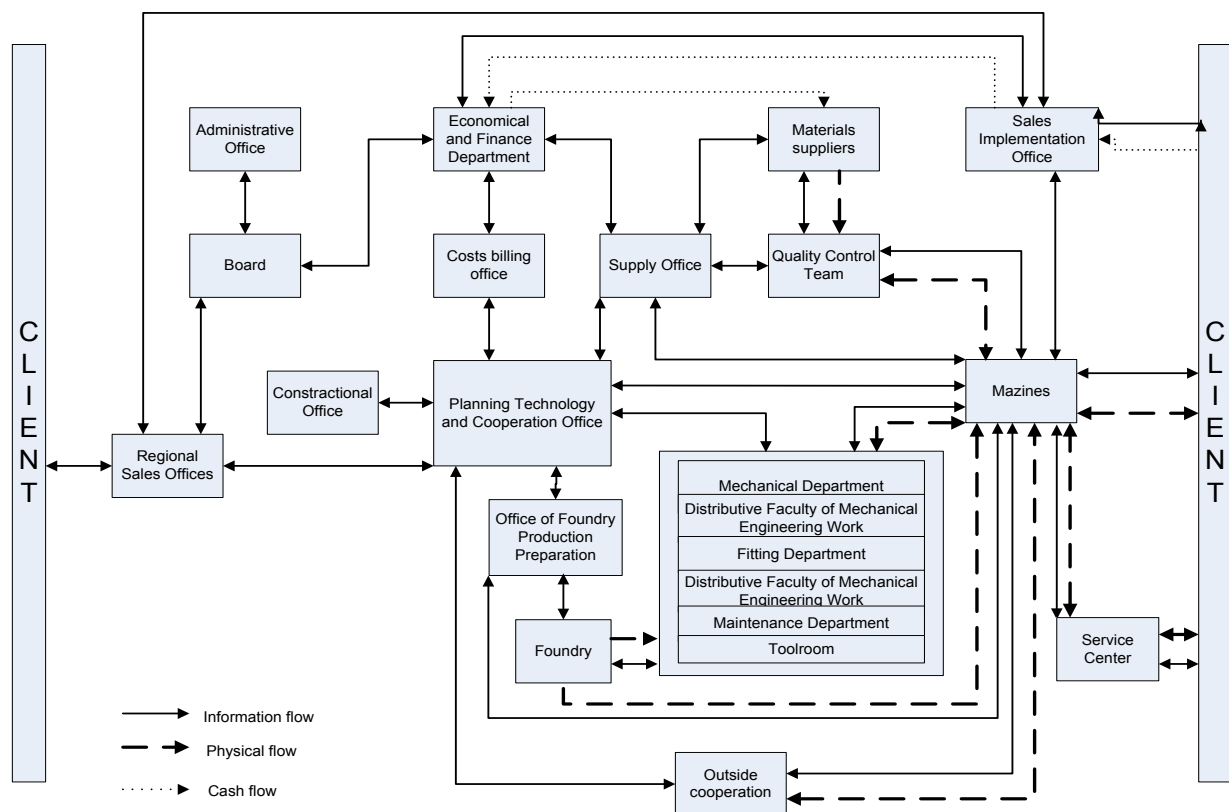 Administrative
Office
Economical
and Finance
Department
Materials
suppliers
Sales
Implementation
Office
Board
Costs billing
office
Supply Office
Quality Control
Team
CLIENT
Constractional
Office
Planning Technology
and Cooperation Office
Mazines
CLIENT
Regional
Sales Offices
Mechanical Department
Distributive Faculty of Mechanical
Engineering Work
Fitting Department
Distributive Faculty of Mechanical
Engineering Work
Maintenance Department
Toolroom
Office of Foundry
Production
Preparation
Foundry
Service
Center
Information flow
Physical flow
Cash flow
Outside
cooperation